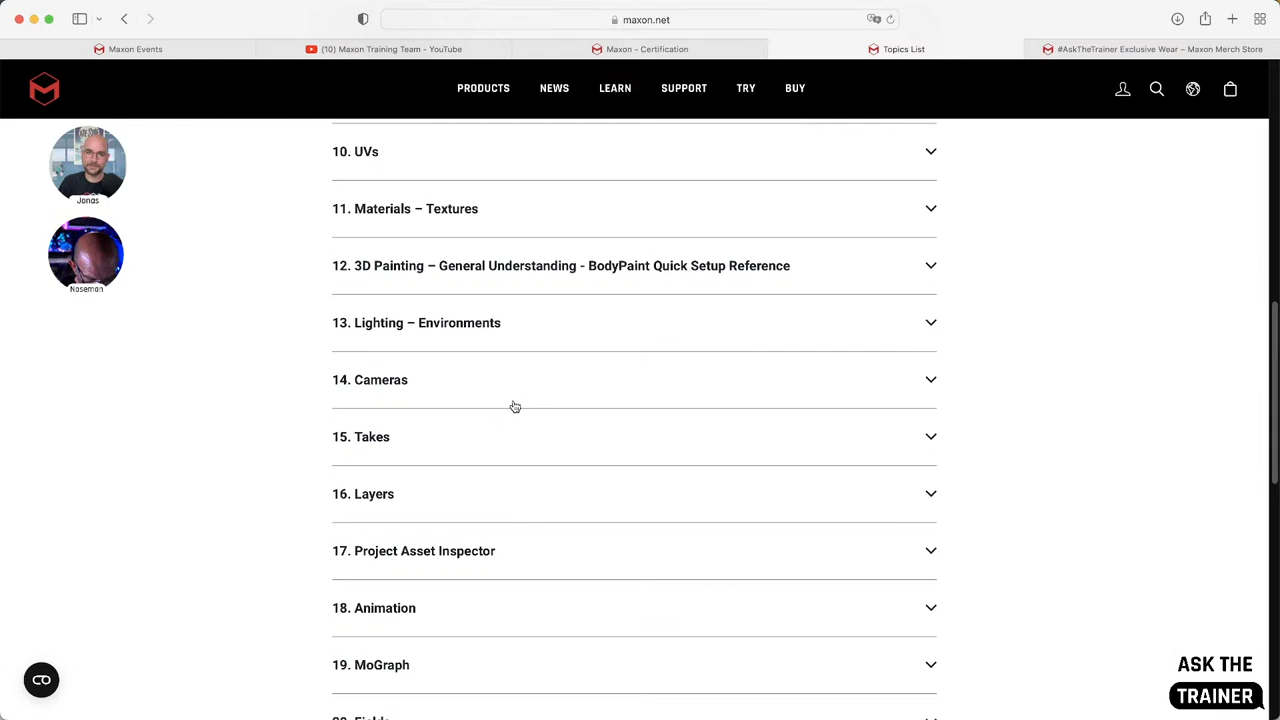 maxon.net
Maxon Events
(10) Maxon Training Team - YouTube
Maxon - Certification
Topics List
#AskTheTrainer Exclusive Wear – Maxon Merch Store
PRODUCTS
NEWS
LEARN
SUPPORT
TRY
BUY
Jonas
Noseman
10. UVs
11. Materials – Textures
12. 3D Painting – General Understanding - BodyPaint Quick Setup Reference
13. Lighting – Environments
14. Cameras
15. Takes
16. Layers
17. Project Asset Inspector
18. Animation
19. MoGraph
20. Fields
ASK THE
TRAINER